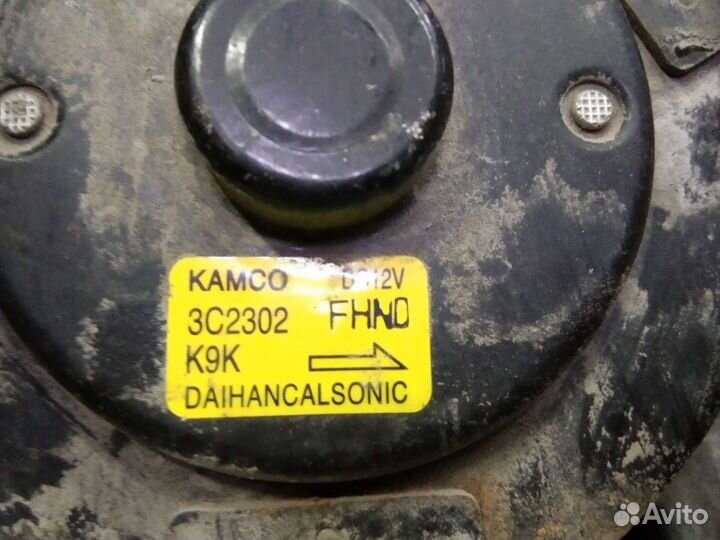 KAMCO DC12V
3C2302 FHND
K9K
DAIHANCALSONIC
Avito